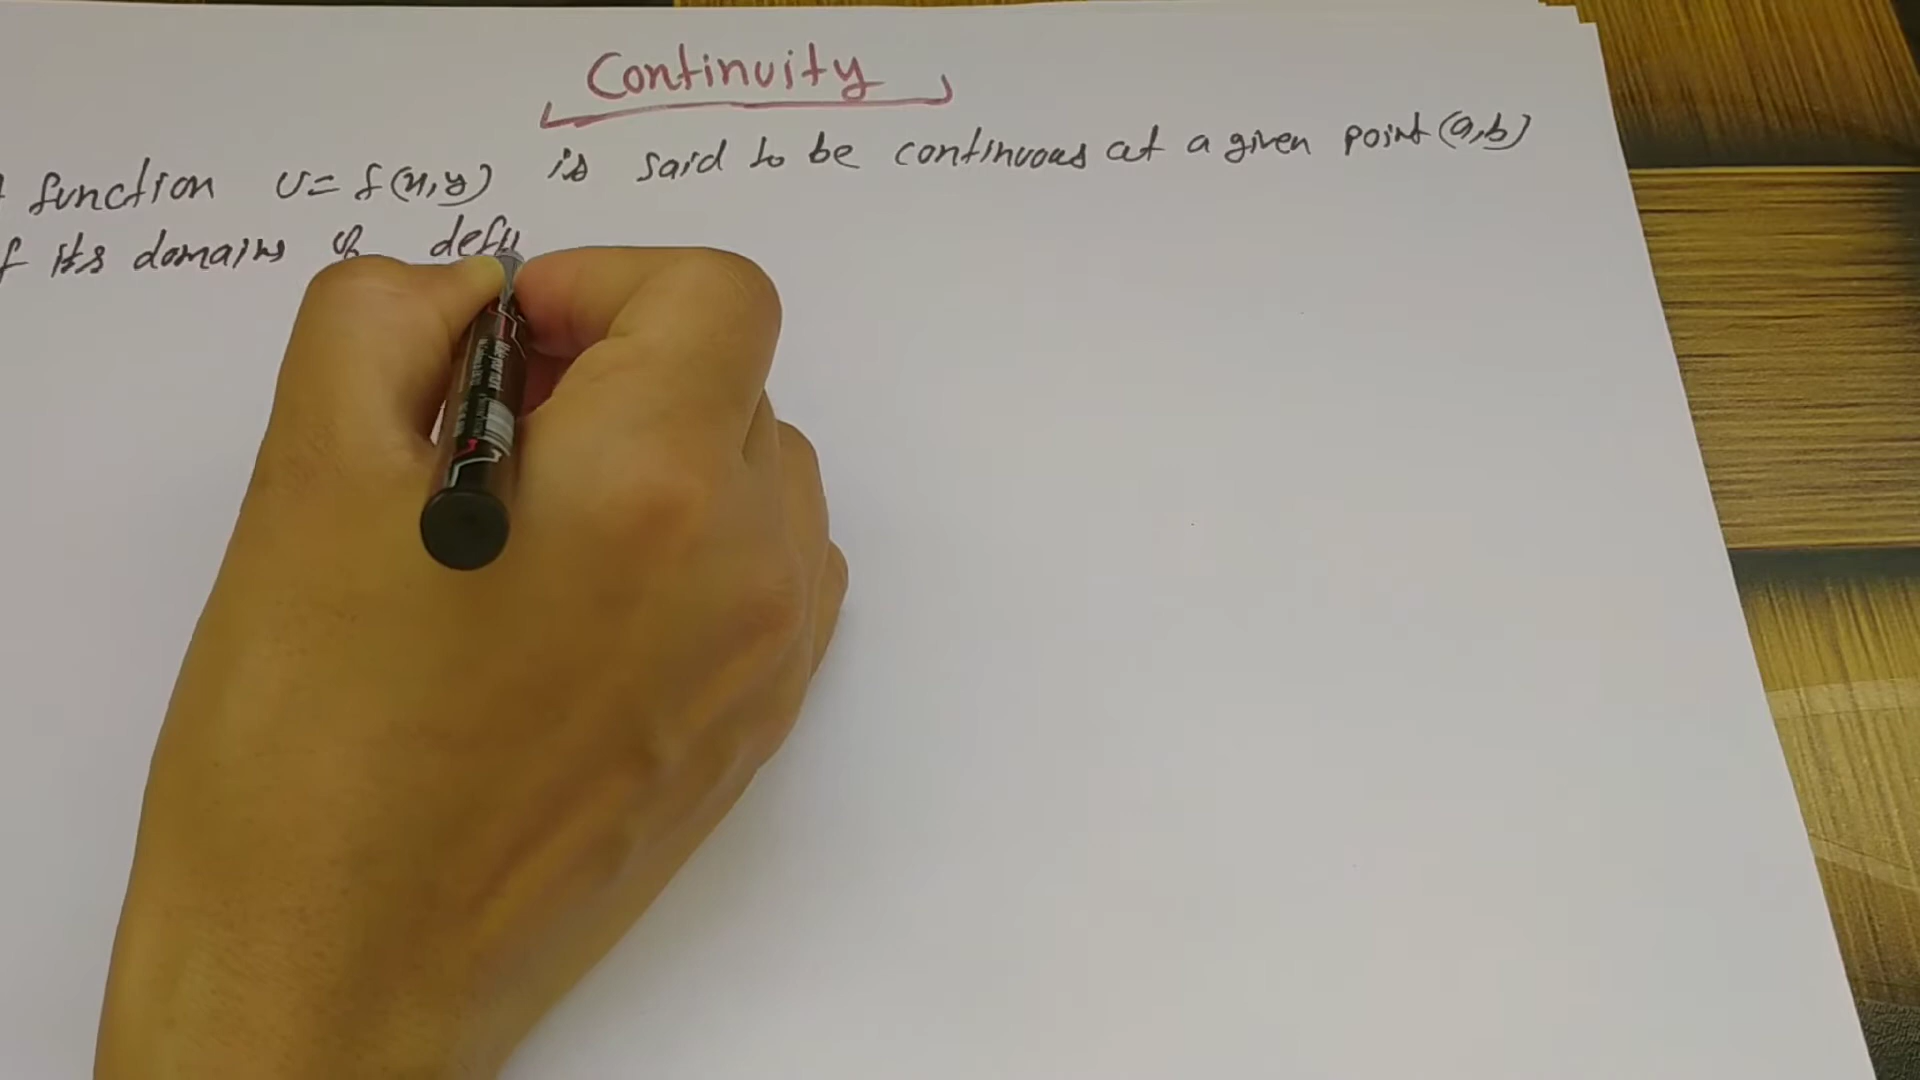 Continuity
function U = f(x,y) is said to be continuous at a given point (a,b)
f its domains of defi